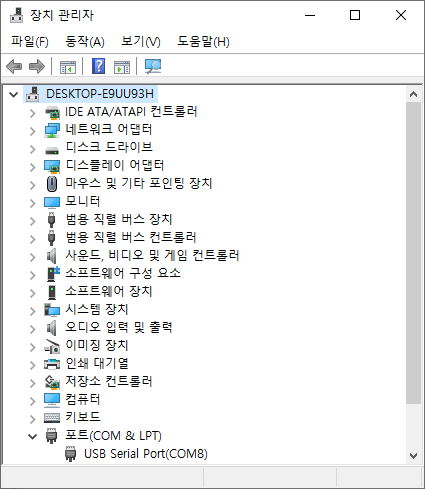 장치 관리자
파일(F) 동작(A) 보기(V) 도움말(H)
DESKTOP-E9UU93H
IDE ATA/ATAPI 컨트롤러
네트워크 어댑터
디스크 드라이브
디스플레이 어댑터
마우스 및 기타 포인팅 장치
모니터
범용 직렬 버스 장치
범용 직렬 버스 컨트롤러
사운드, 비디오 및 게임 컨트롤러
소프트웨어 구성 요소
소프트웨어 장치
시스템 장치
오디오 입력 및 출력
이미징 장치
인쇄 대기열
저장소 컨트롤러
컴퓨터
키보드
포트(COM & LPT)
USB Serial Port(COM8)